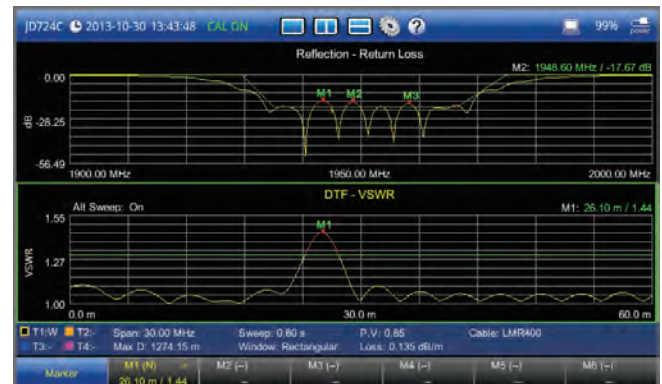 JD724C 2013-10-30 13:43:48 CAL ON 99% power
Reflection - Return Loss
M2: 1948.60 MHz / -17.67 dB
0.00
M1 M2 M3
dB
-28.25
-56.49
1900.00 MHz 1950.00 MHz 2000.00 MHz
DTF - VSWR
Alt Sweep: On M1: 26.10 m / 1.44
1.55
M1
VSWR
1.27
1.00
0.0 m 30.0 m 60.0 m
T1:W T2:- Span: 30.00 MHz Sweep: 0.60 s P.V: 0.85 Cable: LMR400
T3:- T4:- Max D: 1274.15 m Window: Rectangular Loss: 0.135 dB/m
Marker M1 (N) M2 (--) M3 (--) M4 (--) M5 (--) M6 (--)
26.10 m / 1.44 -- -- -- -- --